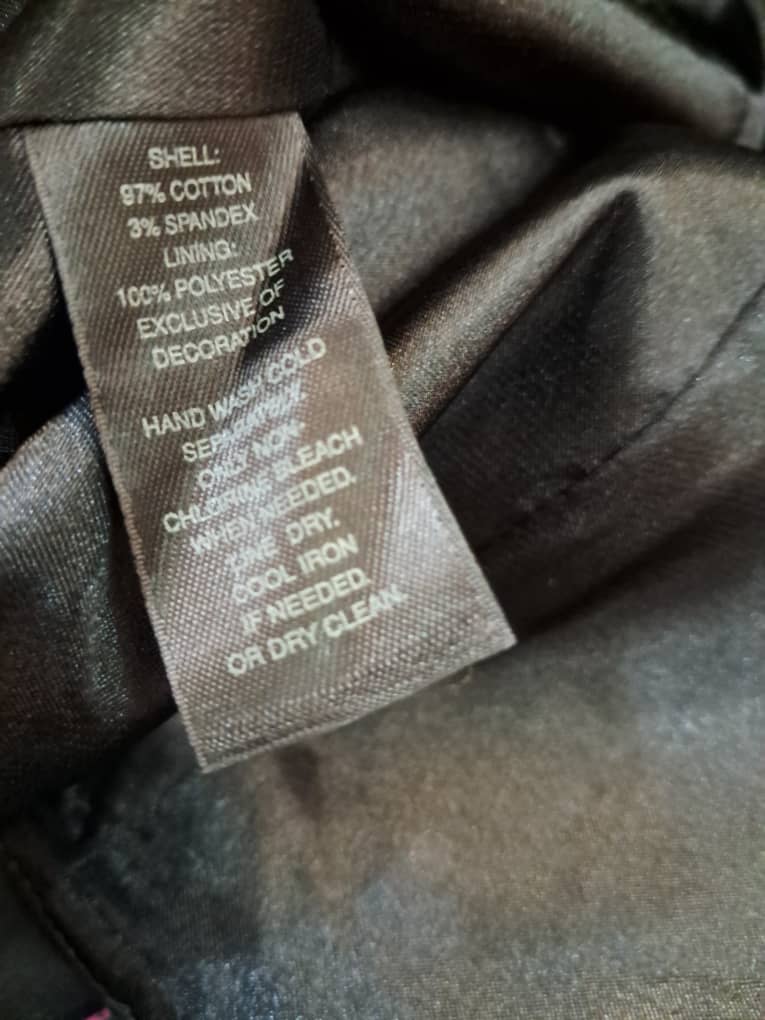 SHELL:
97% COTTON
3% SPANDEX
LINING:
100% POLYESTER
EXCLUSIVE OF
DECORATION
HAND WASH COLD
SEPARATELY
ONLY NON-
CHLORINE BLEACH
WHEN NEEDED.
LINE DRY.
COOL IRON
IF NEEDED.
OR DRY CLEAN.